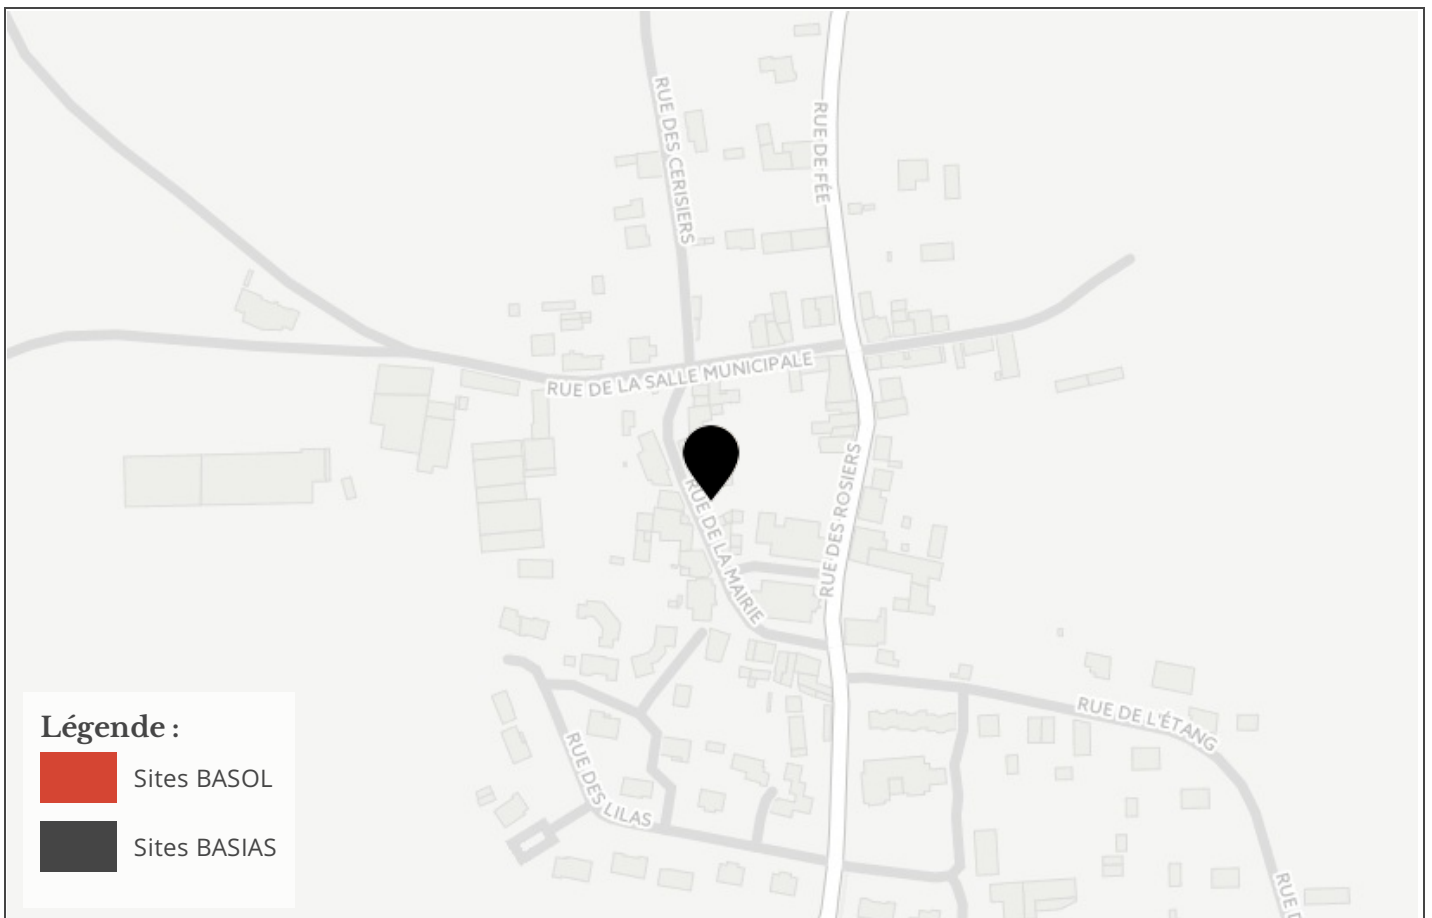 RUE DES CERISIERS
RUE DE FÉE
RUE DE LA SALLE MUNICIPALE
RUE DE LA MAIRIE
RUE DES ROSIERS
RUE DE L'ÉTANG
RUE DES LILAS
Légende :
Sites BASOL
Sites BASIAS
RUE